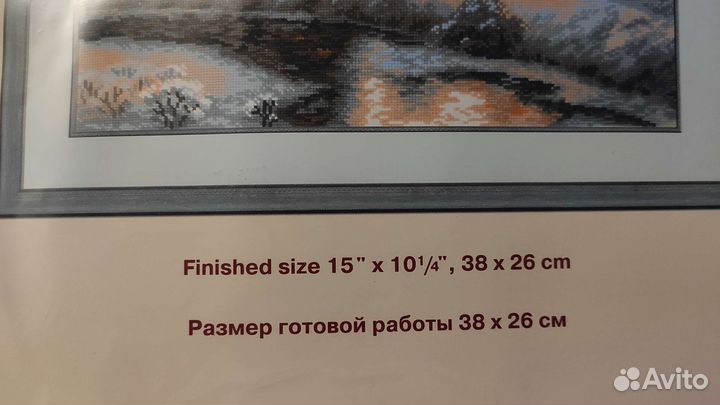 Finished size 15" x 10¹/₄", 38 x 26 cm
Размер готовой работы 38 x 26 см
Avito